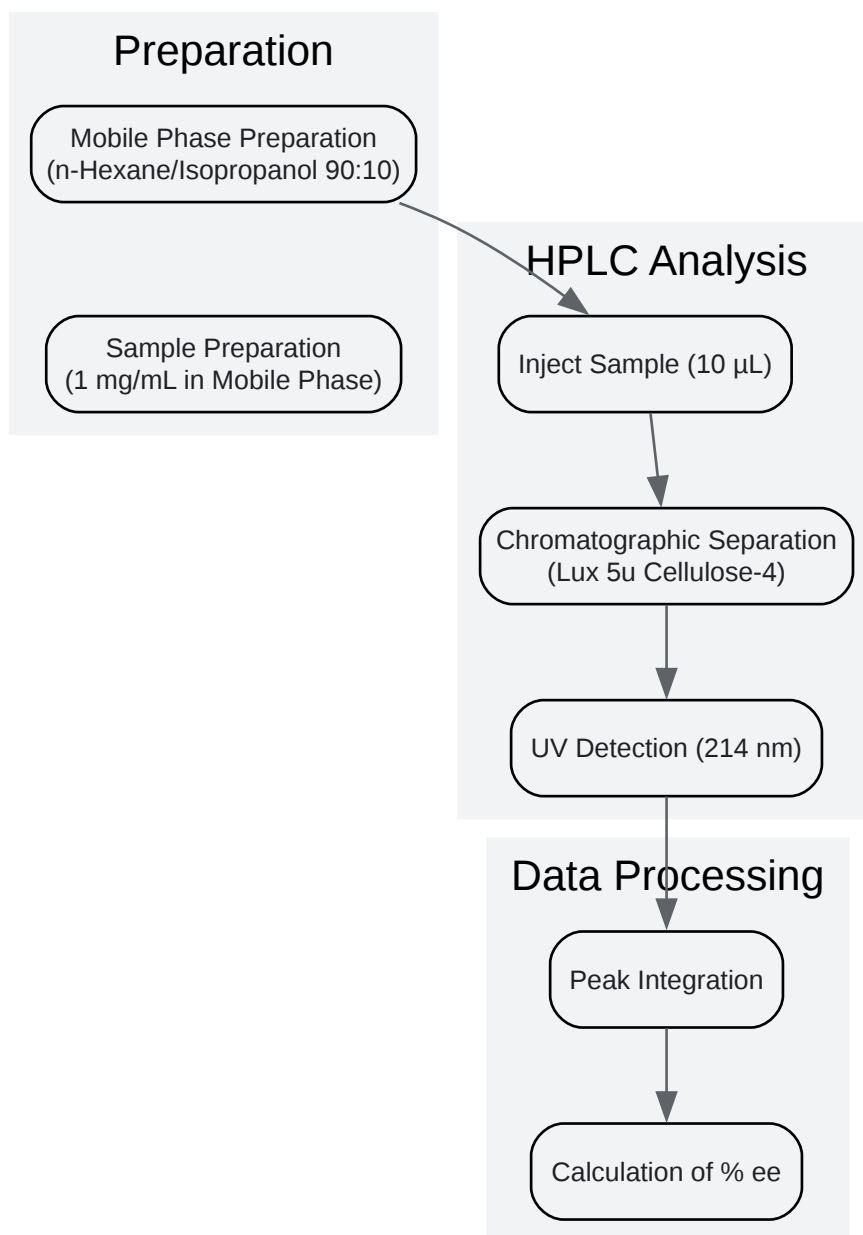 Preparation
Mobile Phase Preparation
(n-Hexane/Isopropanol 90:10)
Sample Preparation
(1 mg/mL in Mobile Phase)
HPLC Analysis
Inject Sample (10 µL)
Chromatographic Separation
(Lux 5u Cellulose-4)
UV Detection (214 nm)
Data Processing
Peak Integration
Calculation of % ee